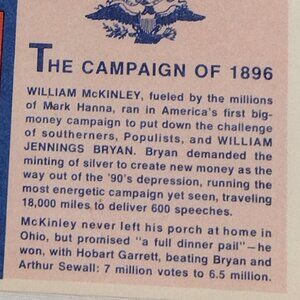 THE CAMPAIGN OF 1896
WILLIAM McKINLEY, fueled by the millions
of Mark Hanna, ran in America's first big-
money campaign to put down the challenge
of southerners, Populists, and WILLIAM
JENNINGS BRYAN. Bryan demanded the
minting of silver to create new money as the
way out of the '90's depression, running the
most energetic campaign yet seen, traveling
18,000 miles to deliver 600 speeches.
McKinley never left his porch at home in
Ohio, but promised "a full dinner pail"—he
won, with Hobart Garrett, beating Bryan and
Arthur Sewall: 7 million votes to 6.5 million.